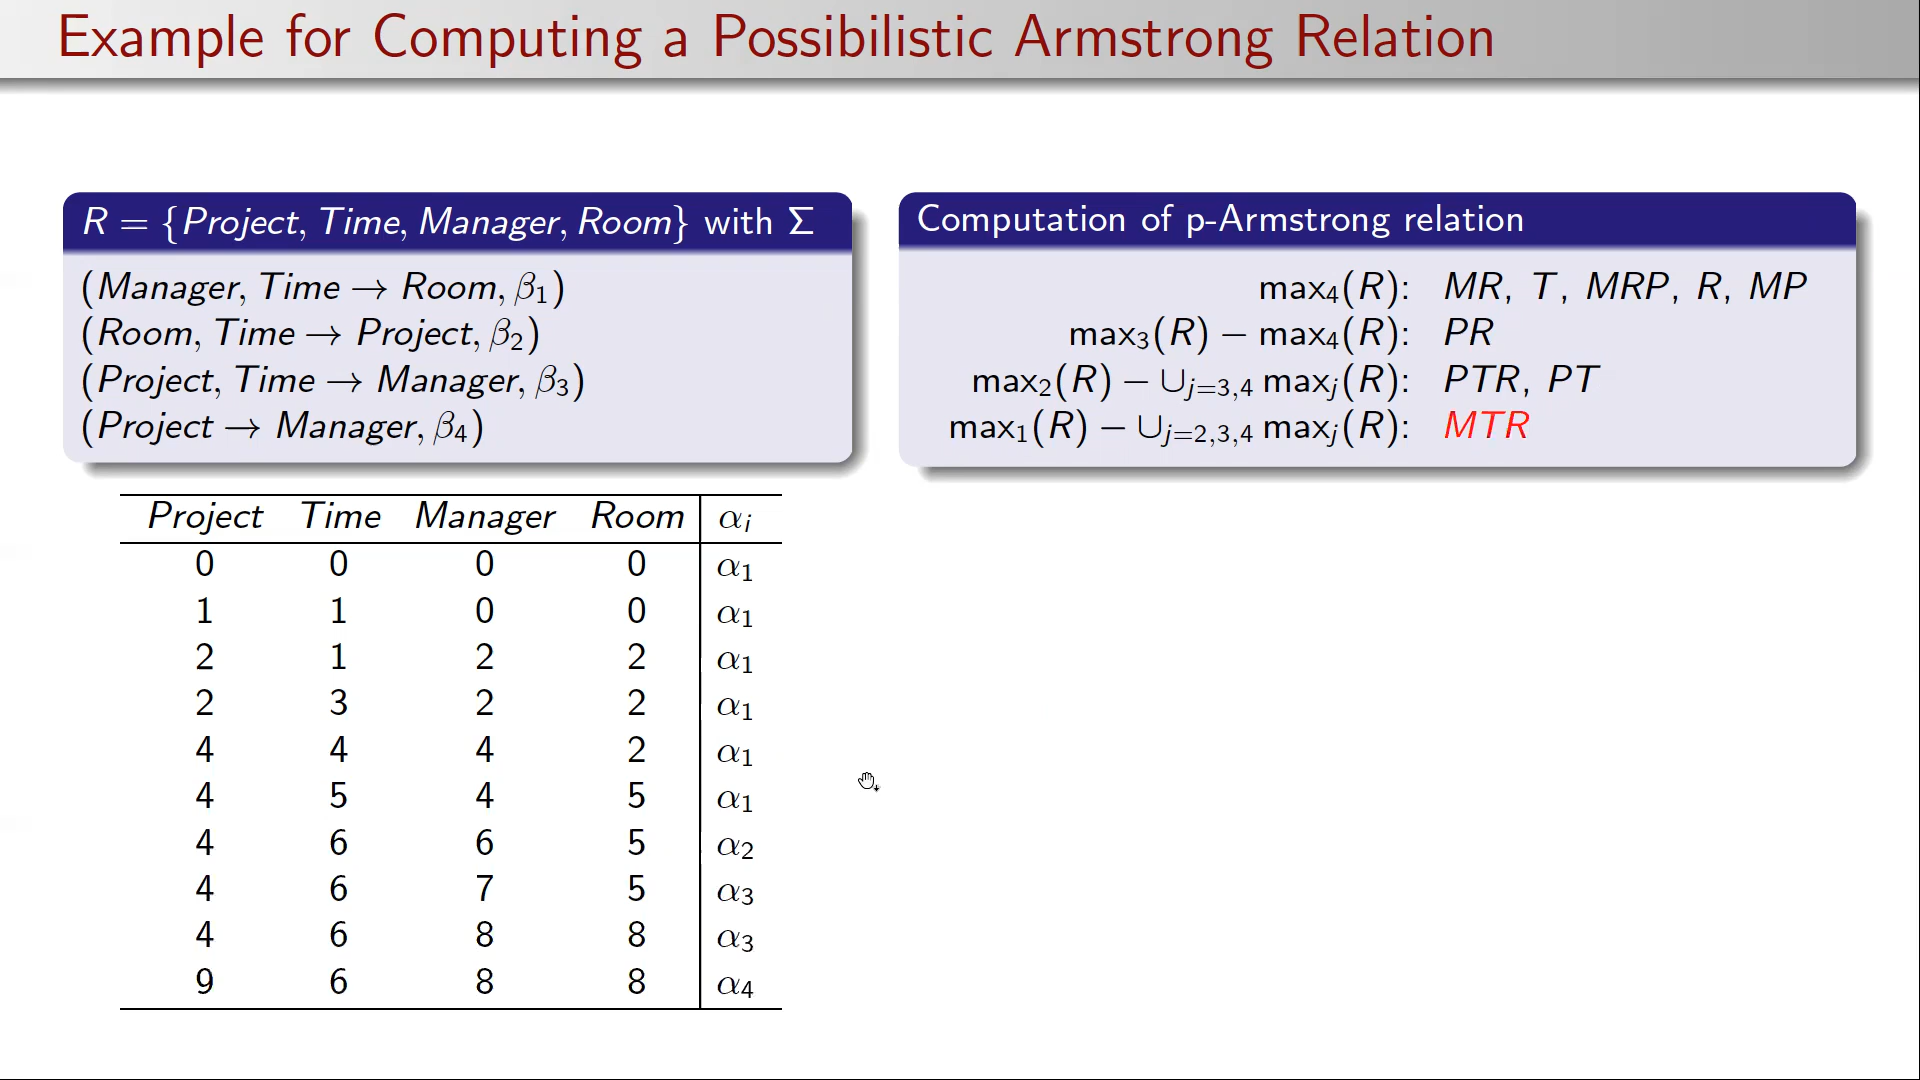 Example for Computing a Possibilistic Armstrong Relation
R = {Project, Time, Manager, Room} with Σ
(Manager, Time → Room, β₁)
(Room, Time → Project, β₂)
(Project, Time → Manager, β₃)
(Project → Manager, β₄)
Computation of p-Armstrong relation
max₄(R): MR, T, MRP, R, MP
max₃(R) − max₄(R): PR
max₂(R) − ∪ⱼ₌₃,₄ maxⱼ(R): PTR, PT
max₁(R) − ∪ⱼ₌₂,₃,₄ maxⱼ(R): MTR
Project Time Manager Room αᵢ
0 0 0 0 α₁
1 1 0 0 α₁
2 1 2 2 α₁
2 3 2 2 α₁
4 4 4 2 α₁
4 5 4 5 α₁
4 6 6 5 α₂
4 6 7 5 α₃
4 6 8 8 α₃
9 6 8 8 α₄